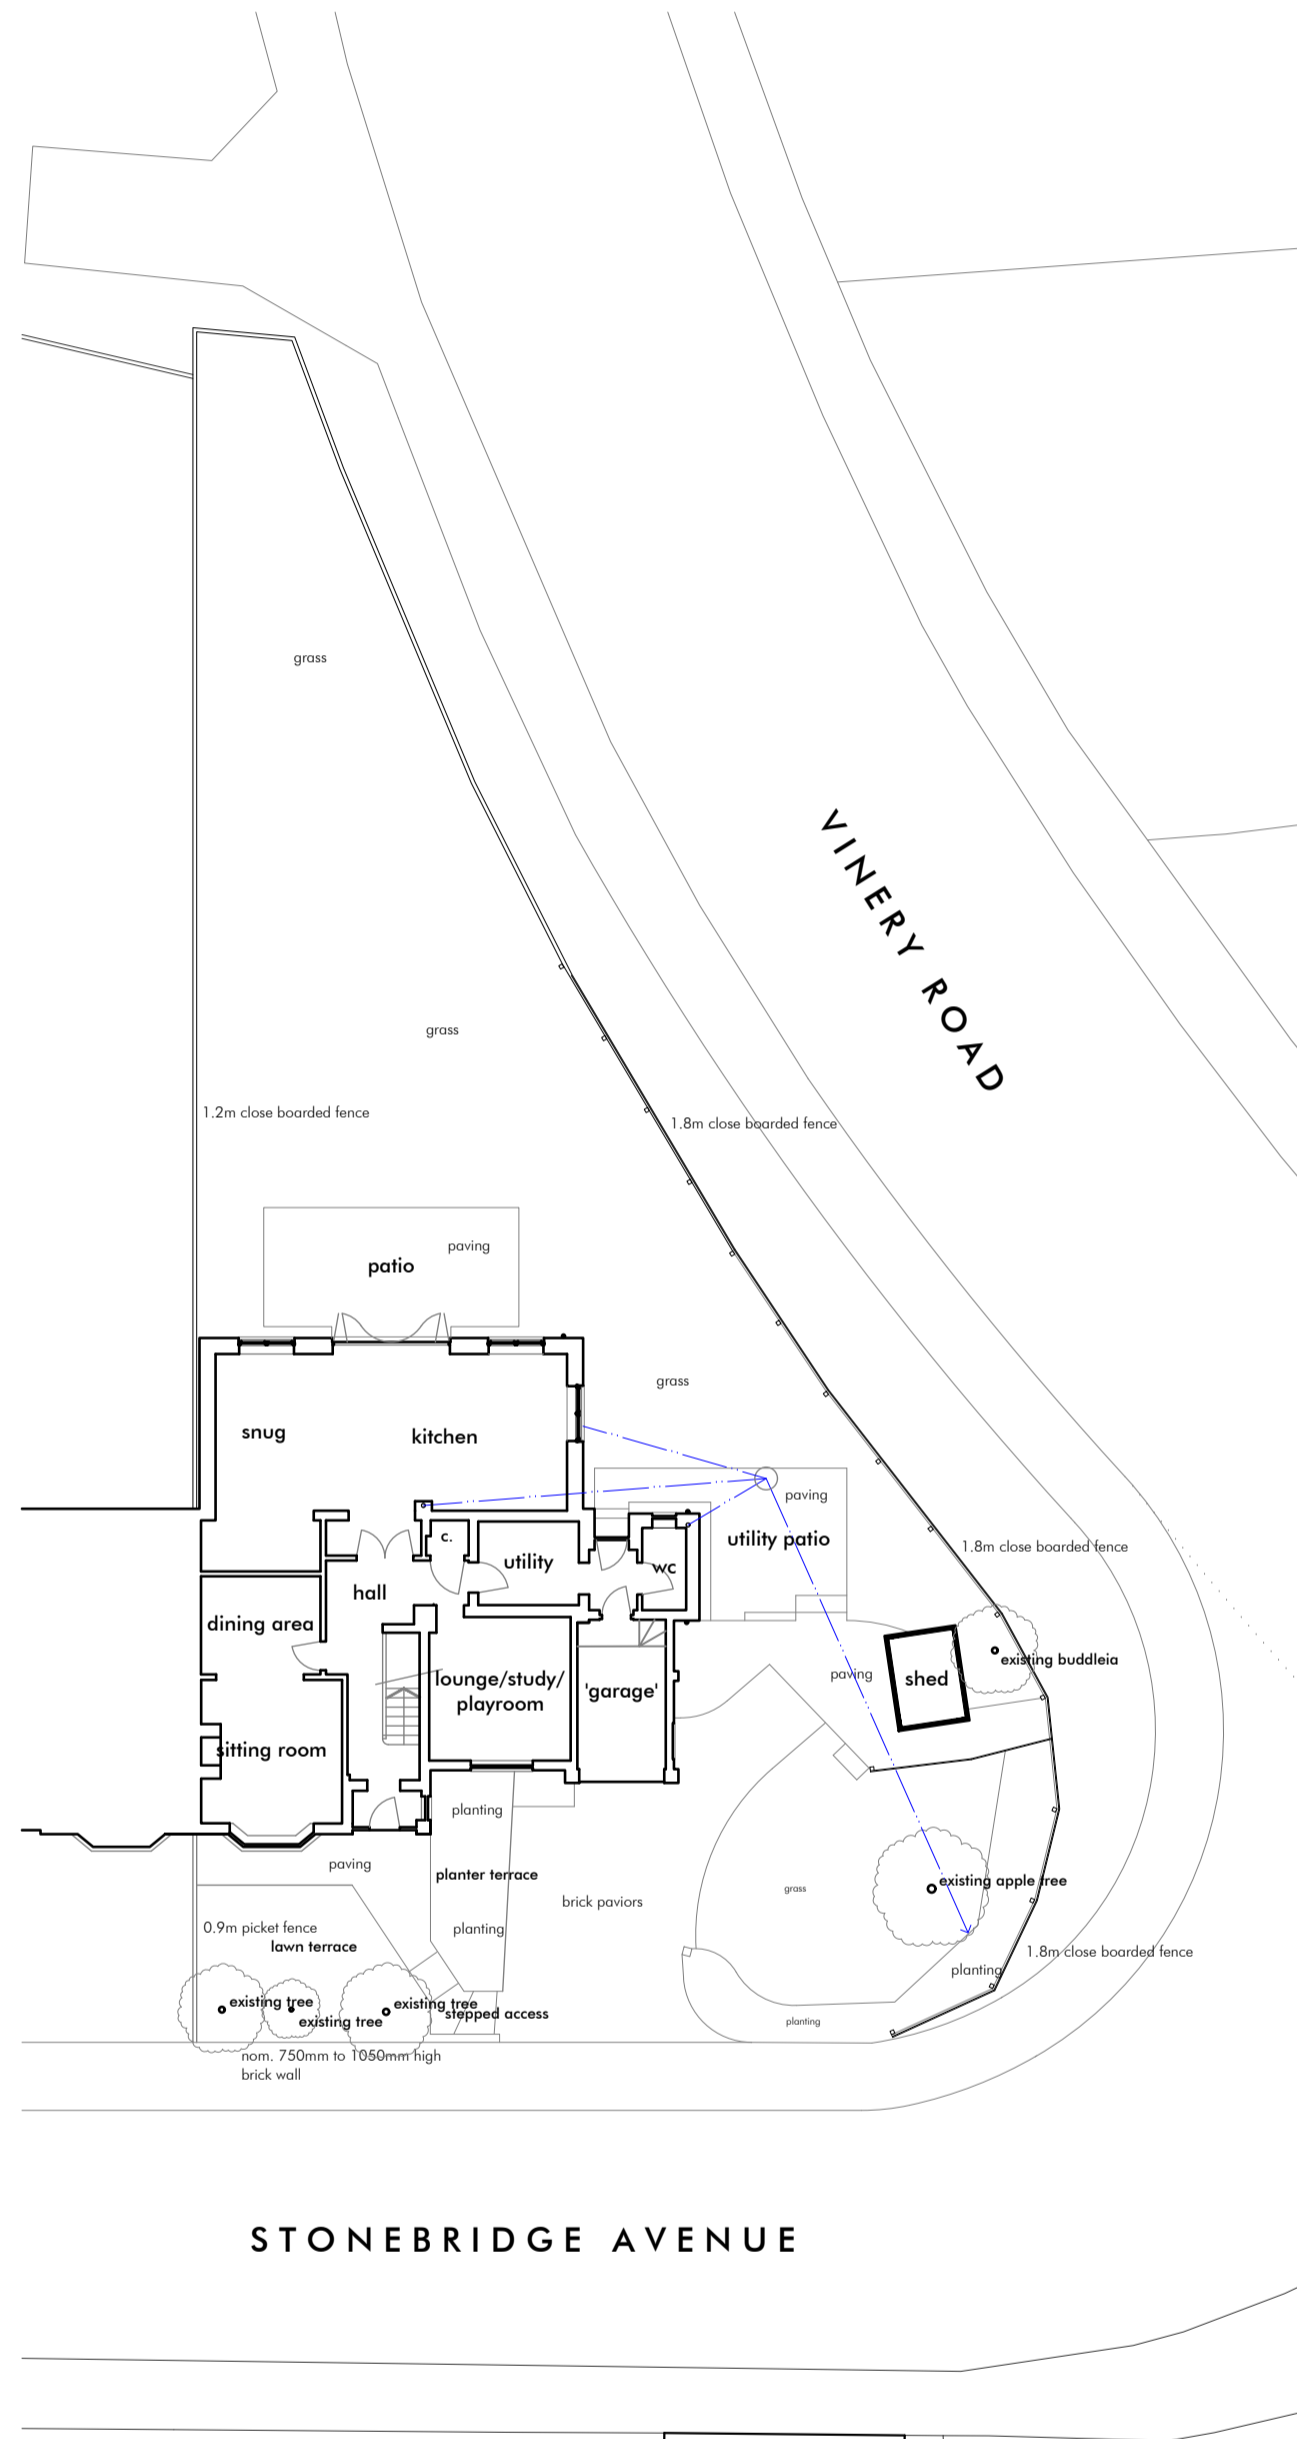 grass
VINERY ROAD
grass
1.2m close boarded fence
1.8m close boarded fence
paving
patio
grass
snug
kitchen
paving
c.
utility patio
1.8m close boarded fence
utility
wc
hall
dining area
existing buddleia
paving
shed
lounge/study/
playroom
'garage'
sitting room
planting
paving
planter terrace
existing apple tree
grass
brick paviors
0.9m picket fence
planting
lawn terrace
1.8m close boarded fence
planting
existing tree
existing tree
stepped access
existing tree
planting
nom. 750mm to 1050mm high
brick wall
STONEBRIDGE AVENUE